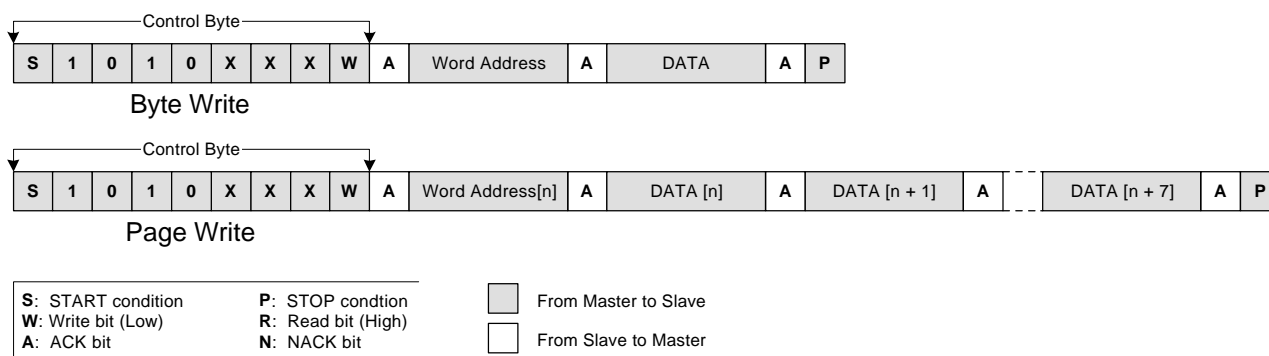 Control Byte
S 1 0 1 0 X X X W A Word Address A DATA A P
Byte Write
Control Byte
S 1 0 1 0 X X X W A Word Address[n] A DATA [n] A DATA [n + 1] A DATA [n + 7] A P
Page Write
S: START condition P: STOP condtion
W: Write bit (Low) R: Read bit (High)
A: ACK bit N: NACK bit
From Master to Slave
From Slave to Master